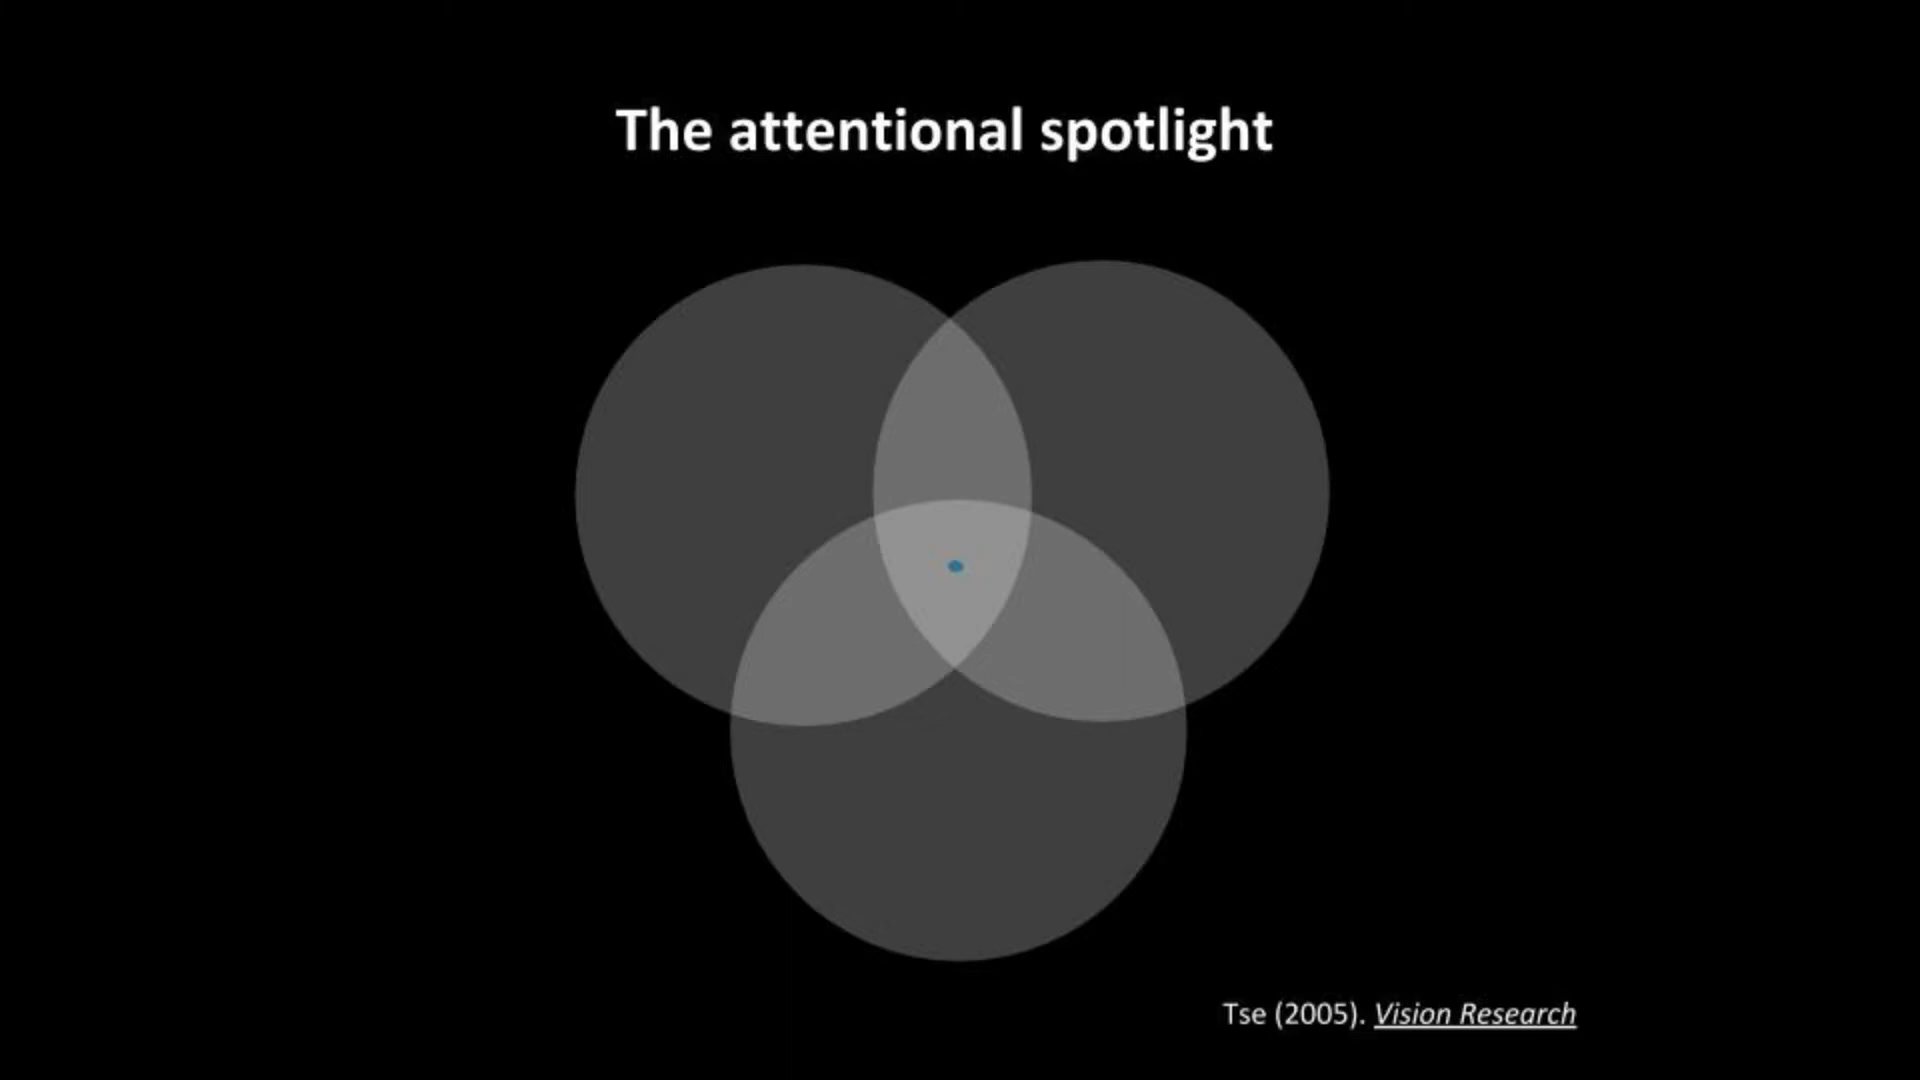 The attentional spotlight
Tse (2005). Vision Research